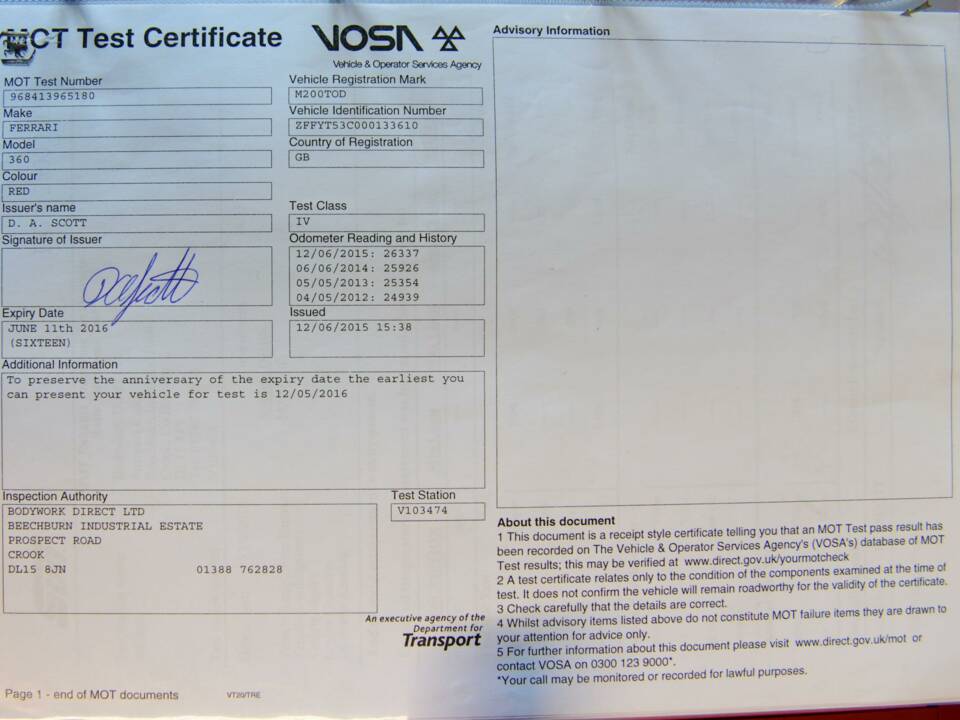 MOT Test Certificate
VOSA
Vehicle & Operator Services Agency
MOT Test Number
968413965180
Vehicle Registration Mark
M200TOD
Make
FERRARI
Vehicle Identification Number
ZFFYT53C000133610
Model
360
Country of Registration
GB
Colour
RED
Issuer's name
D. A. SCOTT
Test Class
IV
Signature of Issuer
DAScott
Odometer Reading and History
12/06/2015: 26337
06/06/2014: 25926
05/05/2013: 25354
04/05/2012: 24939
Expiry Date
JUNE 11th 2016
(SIXTEEN)
Issued
12/06/2015 15:38
Additional Information
To preserve the anniversary of the expiry date the earliest you
can present your vehicle for test is 12/05/2016
Inspection Authority
BODYWORK DIRECT LTD
BEECHBURN INDUSTRIAL ESTATE
PROSPECT ROAD
CROOK
DL15 8JN 01388 762828
Test Station
V103474
An executive agency of the
Department for
Transport
Page 1 - end of MOT documents
VT20/TRE
Advisory Information
About this document
1 This document is a receipt style certificate telling you that an MOT Test pass result has
been recorded on The Vehicle & Operator Services Agency's (VOSA's) database of MOT
Test results; this may be verified at www.direct.gov.uk/yourmotcheck
2 A test certificate relates only to the condition of the components examined at the time of
test. It does not confirm the vehicle will remain roadworthy for the validity of the certificate.
3 Check carefully that the details are correct.
4 Whilst advisory items listed above do not constitute MOT failure items they are drawn to
your attention for advice only.
5 For further information about this document please visit www.direct.gov.uk/mot or
contact VOSA on 0300 123 9000*.
*Your call may be monitored or recorded for lawful purposes.